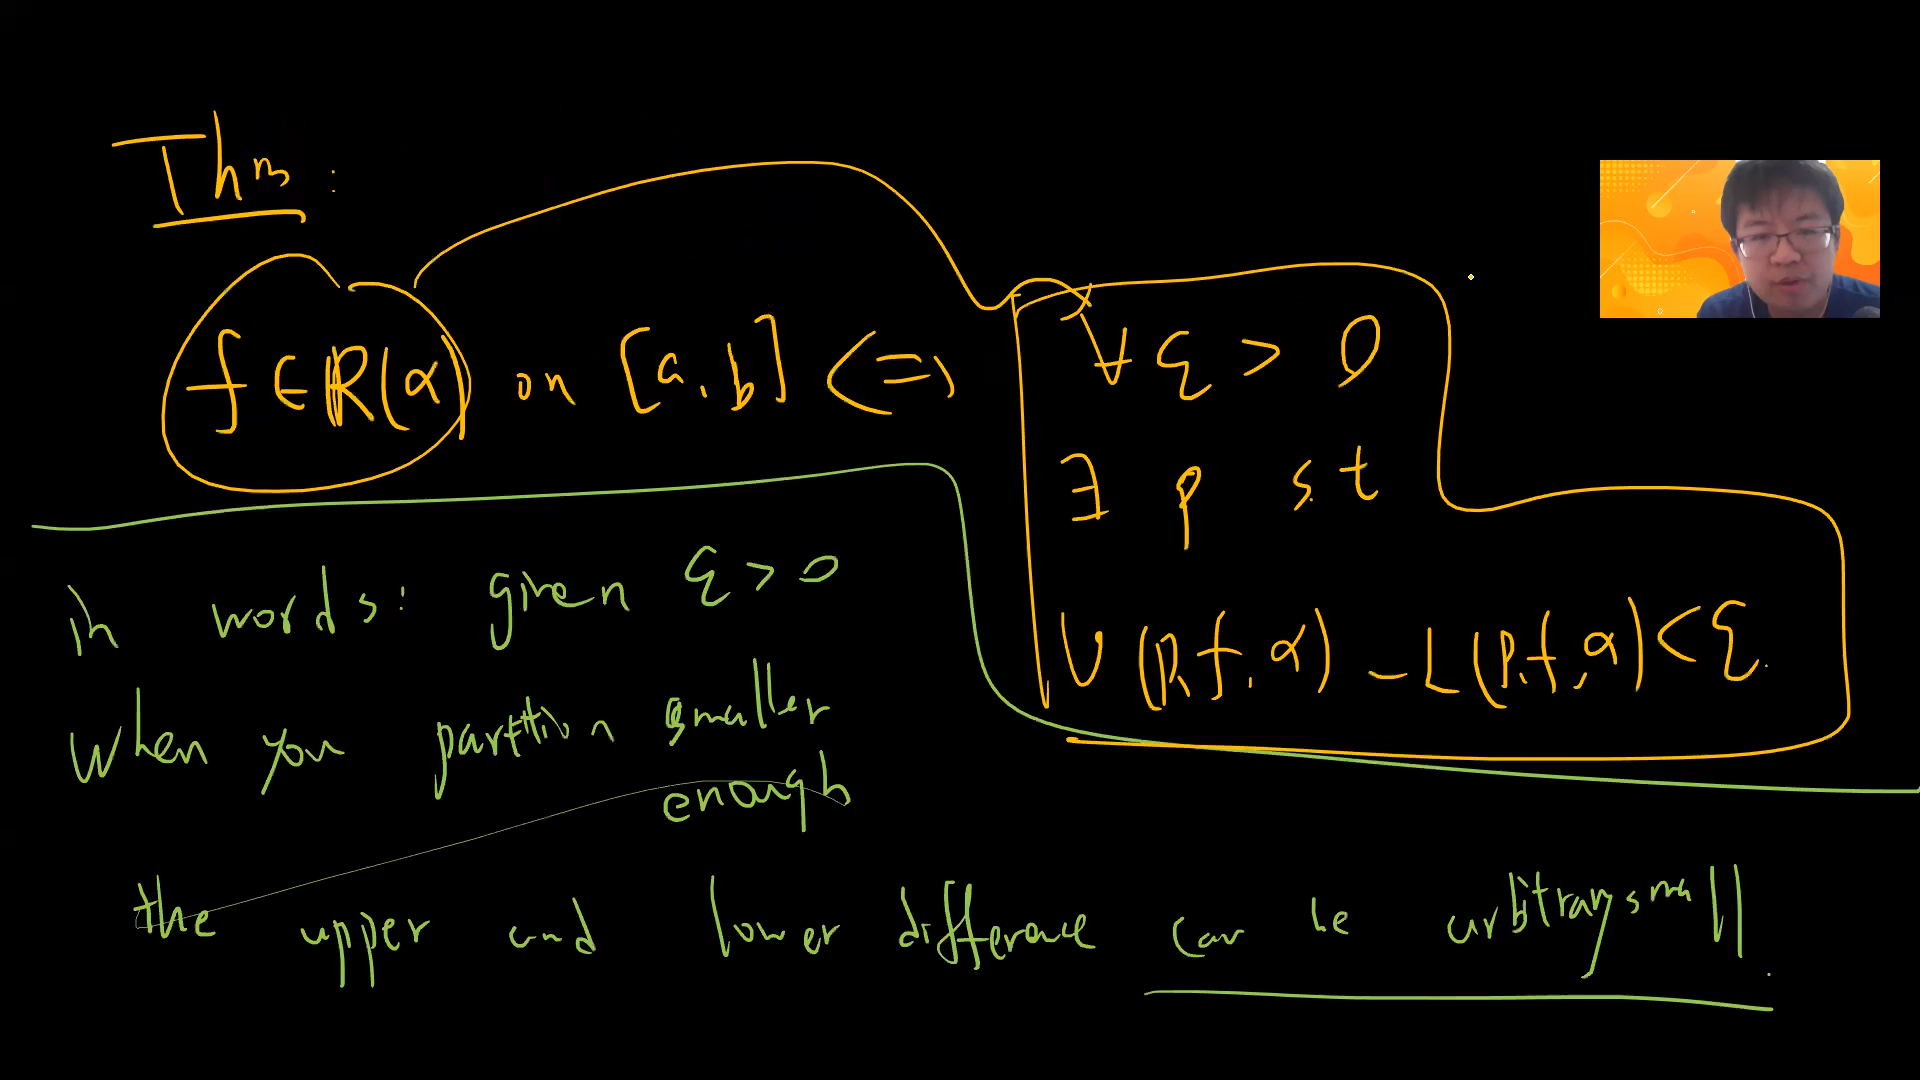 Thm :
f ∈ R(α) on [a, b] <=> ∀ ε > 0
∃ p s.t
U (P, f, α) - L (P, f, α) < ε.
in words: given ε > 0
when you partition smaller
enough
the upper and lower difference can be arbitrary small.